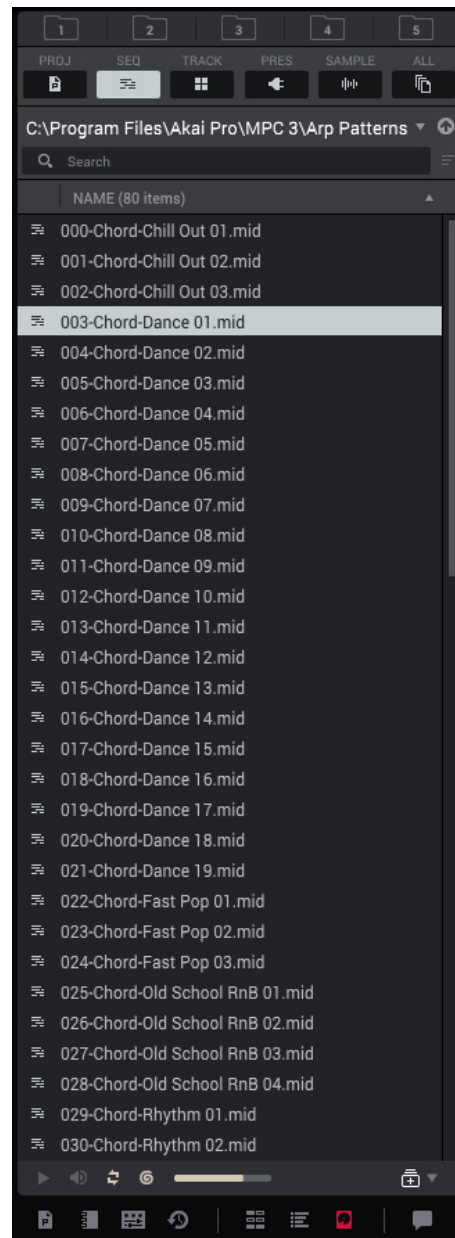 1 2 3 4 5
PROJ SEQ TRACK PRES SAMPLE ALL
C:\Program Files\Akai Pro\MPC 3\Arp Patterns
Search
NAME (80 items)
000-Chord-Chill Out 01.mid
001-Chord-Chill Out 02.mid
002-Chord-Chill Out 03.mid
003-Chord-Dance 01.mid
004-Chord-Dance 02.mid
005-Chord-Dance 03.mid
006-Chord-Dance 04.mid
007-Chord-Dance 05.mid
008-Chord-Dance 06.mid
009-Chord-Dance 07.mid
010-Chord-Dance 08.mid
011-Chord-Dance 09.mid
012-Chord-Dance 10.mid
013-Chord-Dance 11.mid
014-Chord-Dance 12.mid
015-Chord-Dance 13.mid
016-Chord-Dance 14.mid
017-Chord-Dance 15.mid
018-Chord-Dance 16.mid
019-Chord-Dance 17.mid
020-Chord-Dance 18.mid
021-Chord-Dance 19.mid
022-Chord-Fast Pop 01.mid
023-Chord-Fast Pop 02.mid
024-Chord-Fast Pop 03.mid
025-Chord-Old School RnB 01.mid
026-Chord-Old School RnB 02.mid
027-Chord-Old School RnB 03.mid
028-Chord-Old School RnB 04.mid
029-Chord-Rhythm 01.mid
030-Chord-Rhythm 02.mid